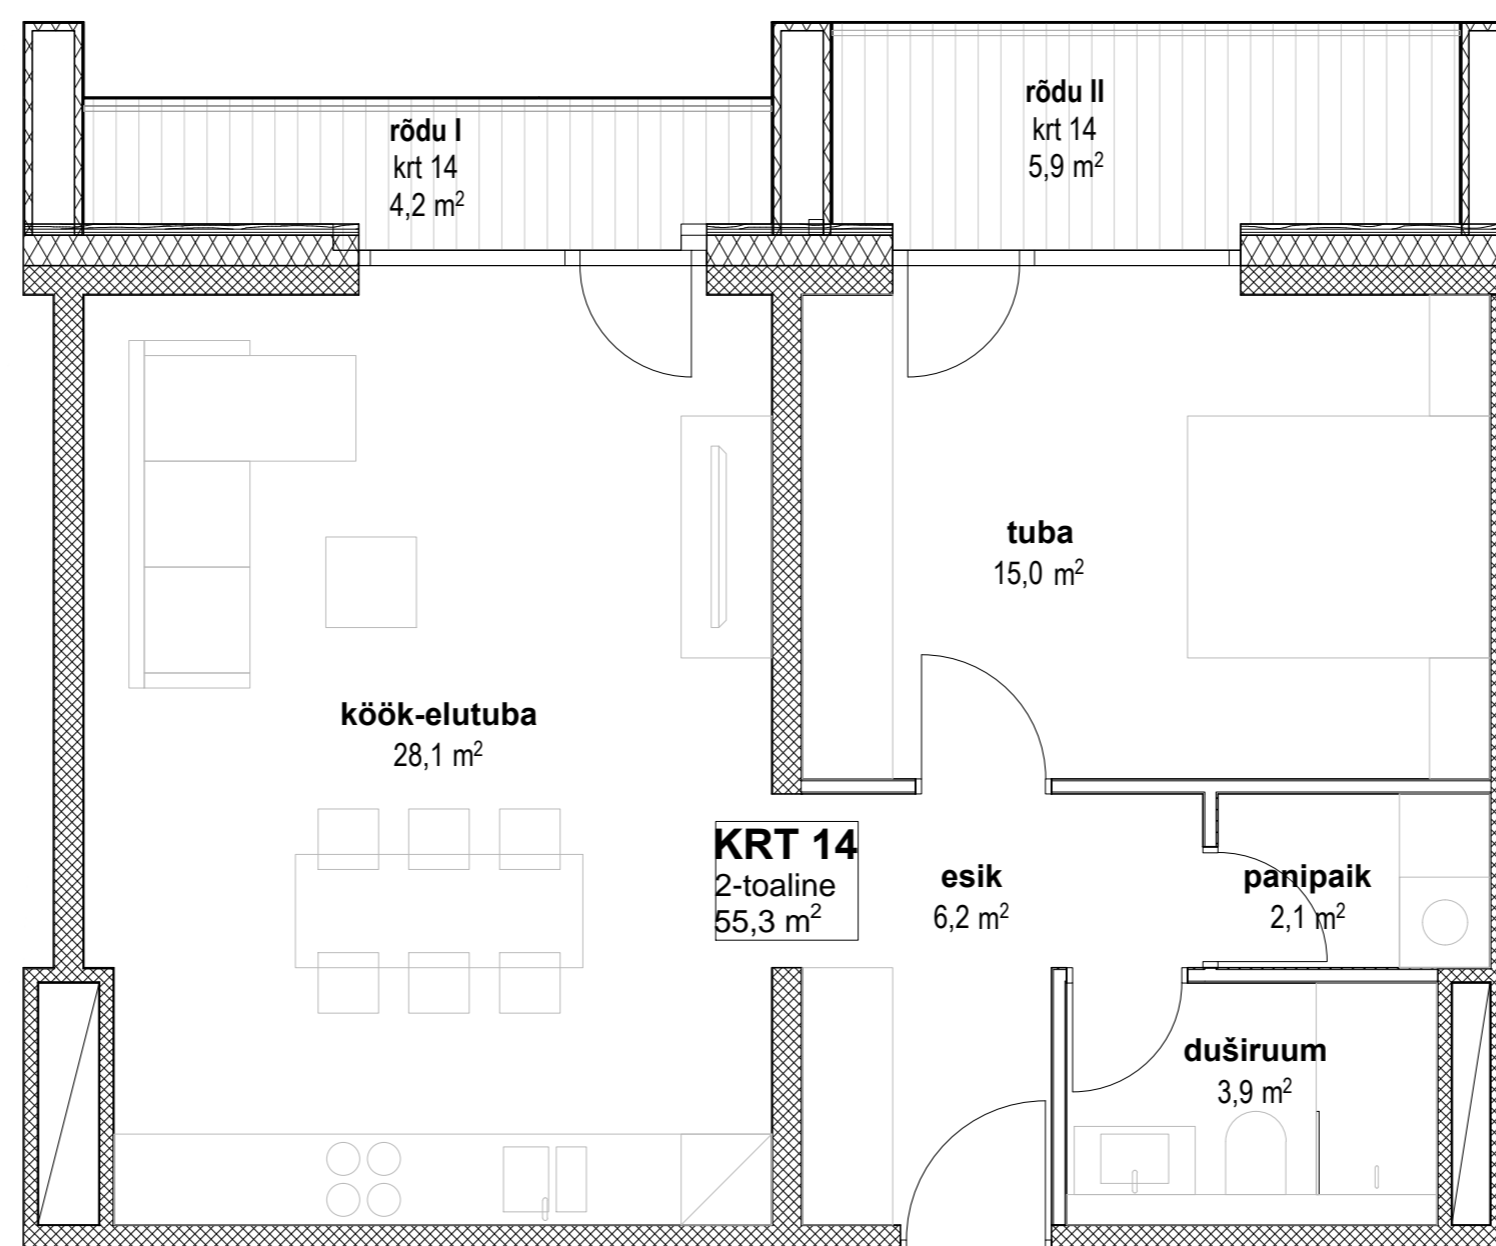 rõdu I
krt 14
4,2 m²
rõdu II
krt 14
5,9 m²
tuba
15,0 m²
köök-elutuba
28,1 m²
KRT 14
2-toaline
55,3 m²
esik
6,2 m²
panipaik
2,1 m²
duširuum
3,9 m²